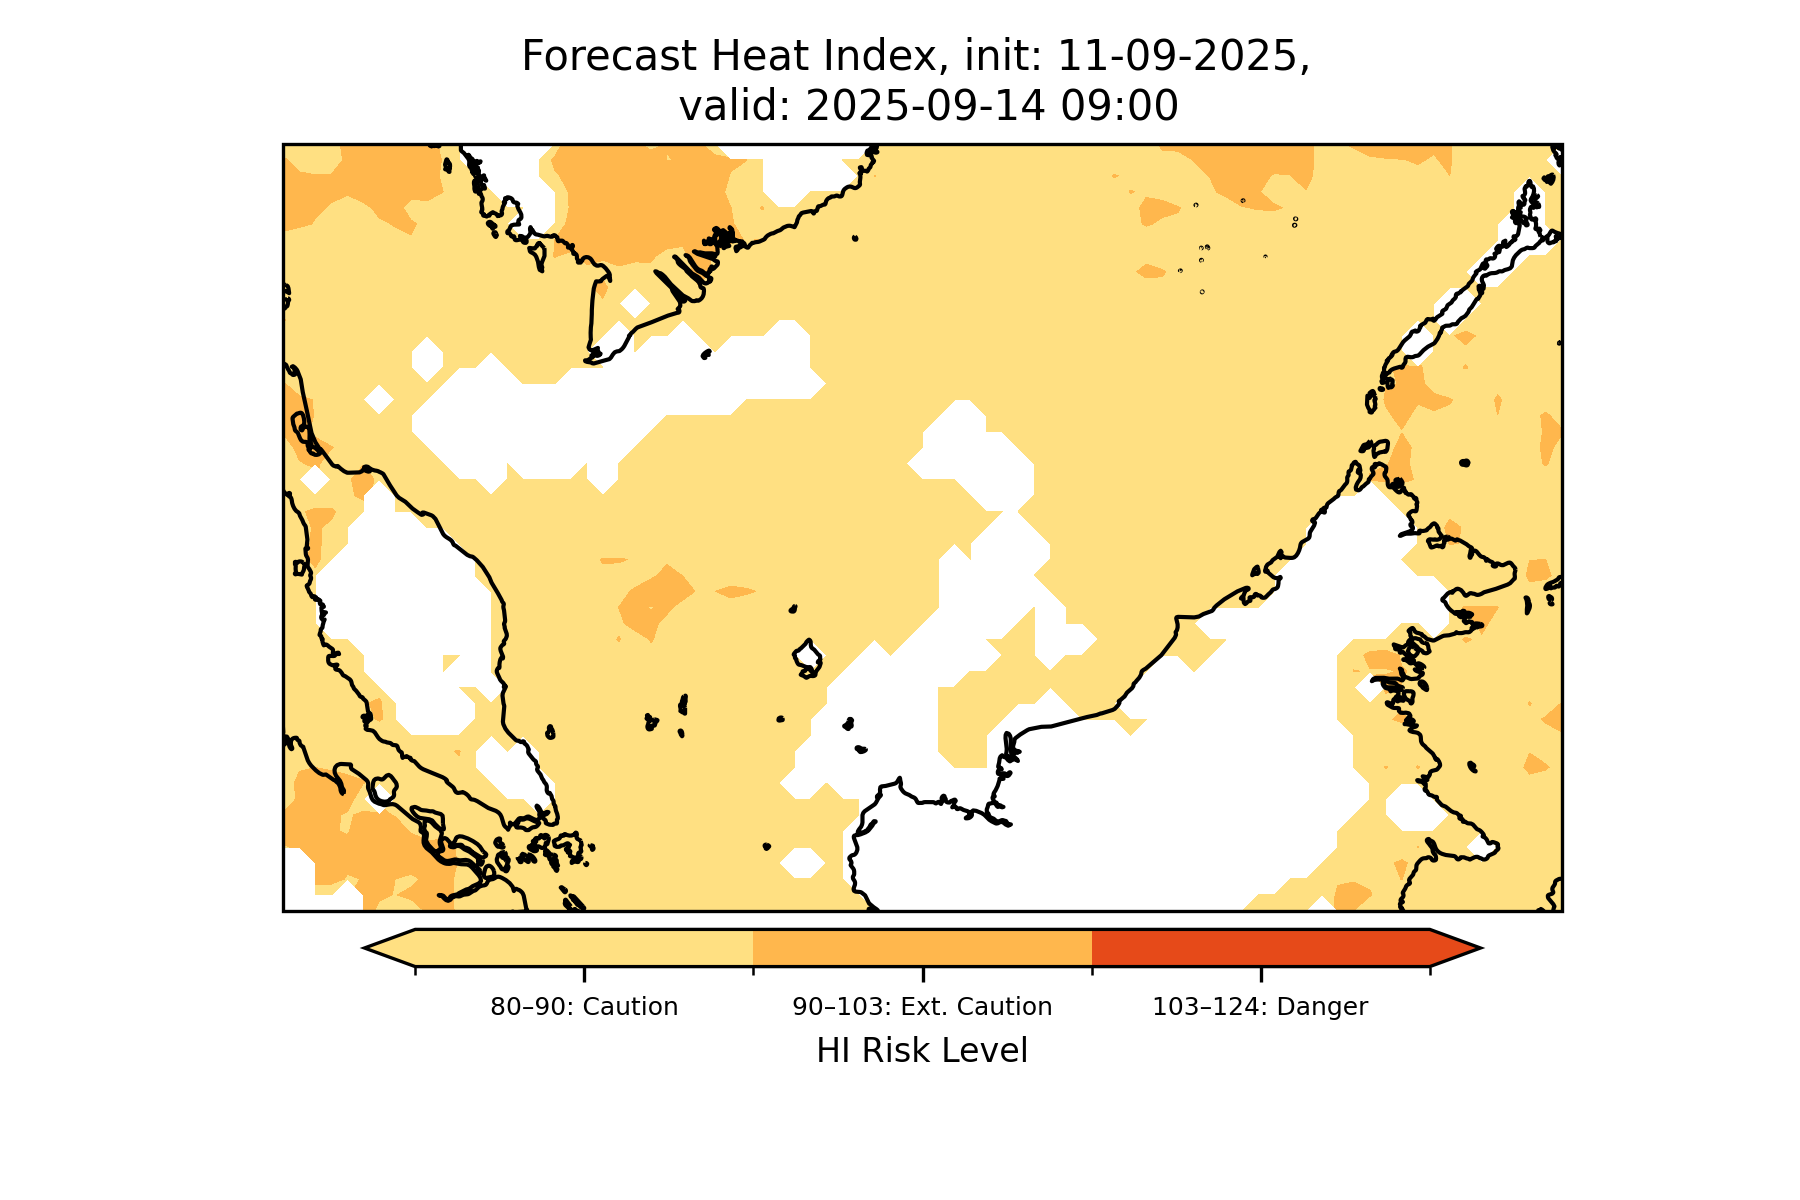 Forecast Heat Index, init: 11-09-2025,
valid: 2025-09-14 09:00
80–90: Caution
90–103: Ext. Caution
103–124: Danger
HI Risk Level